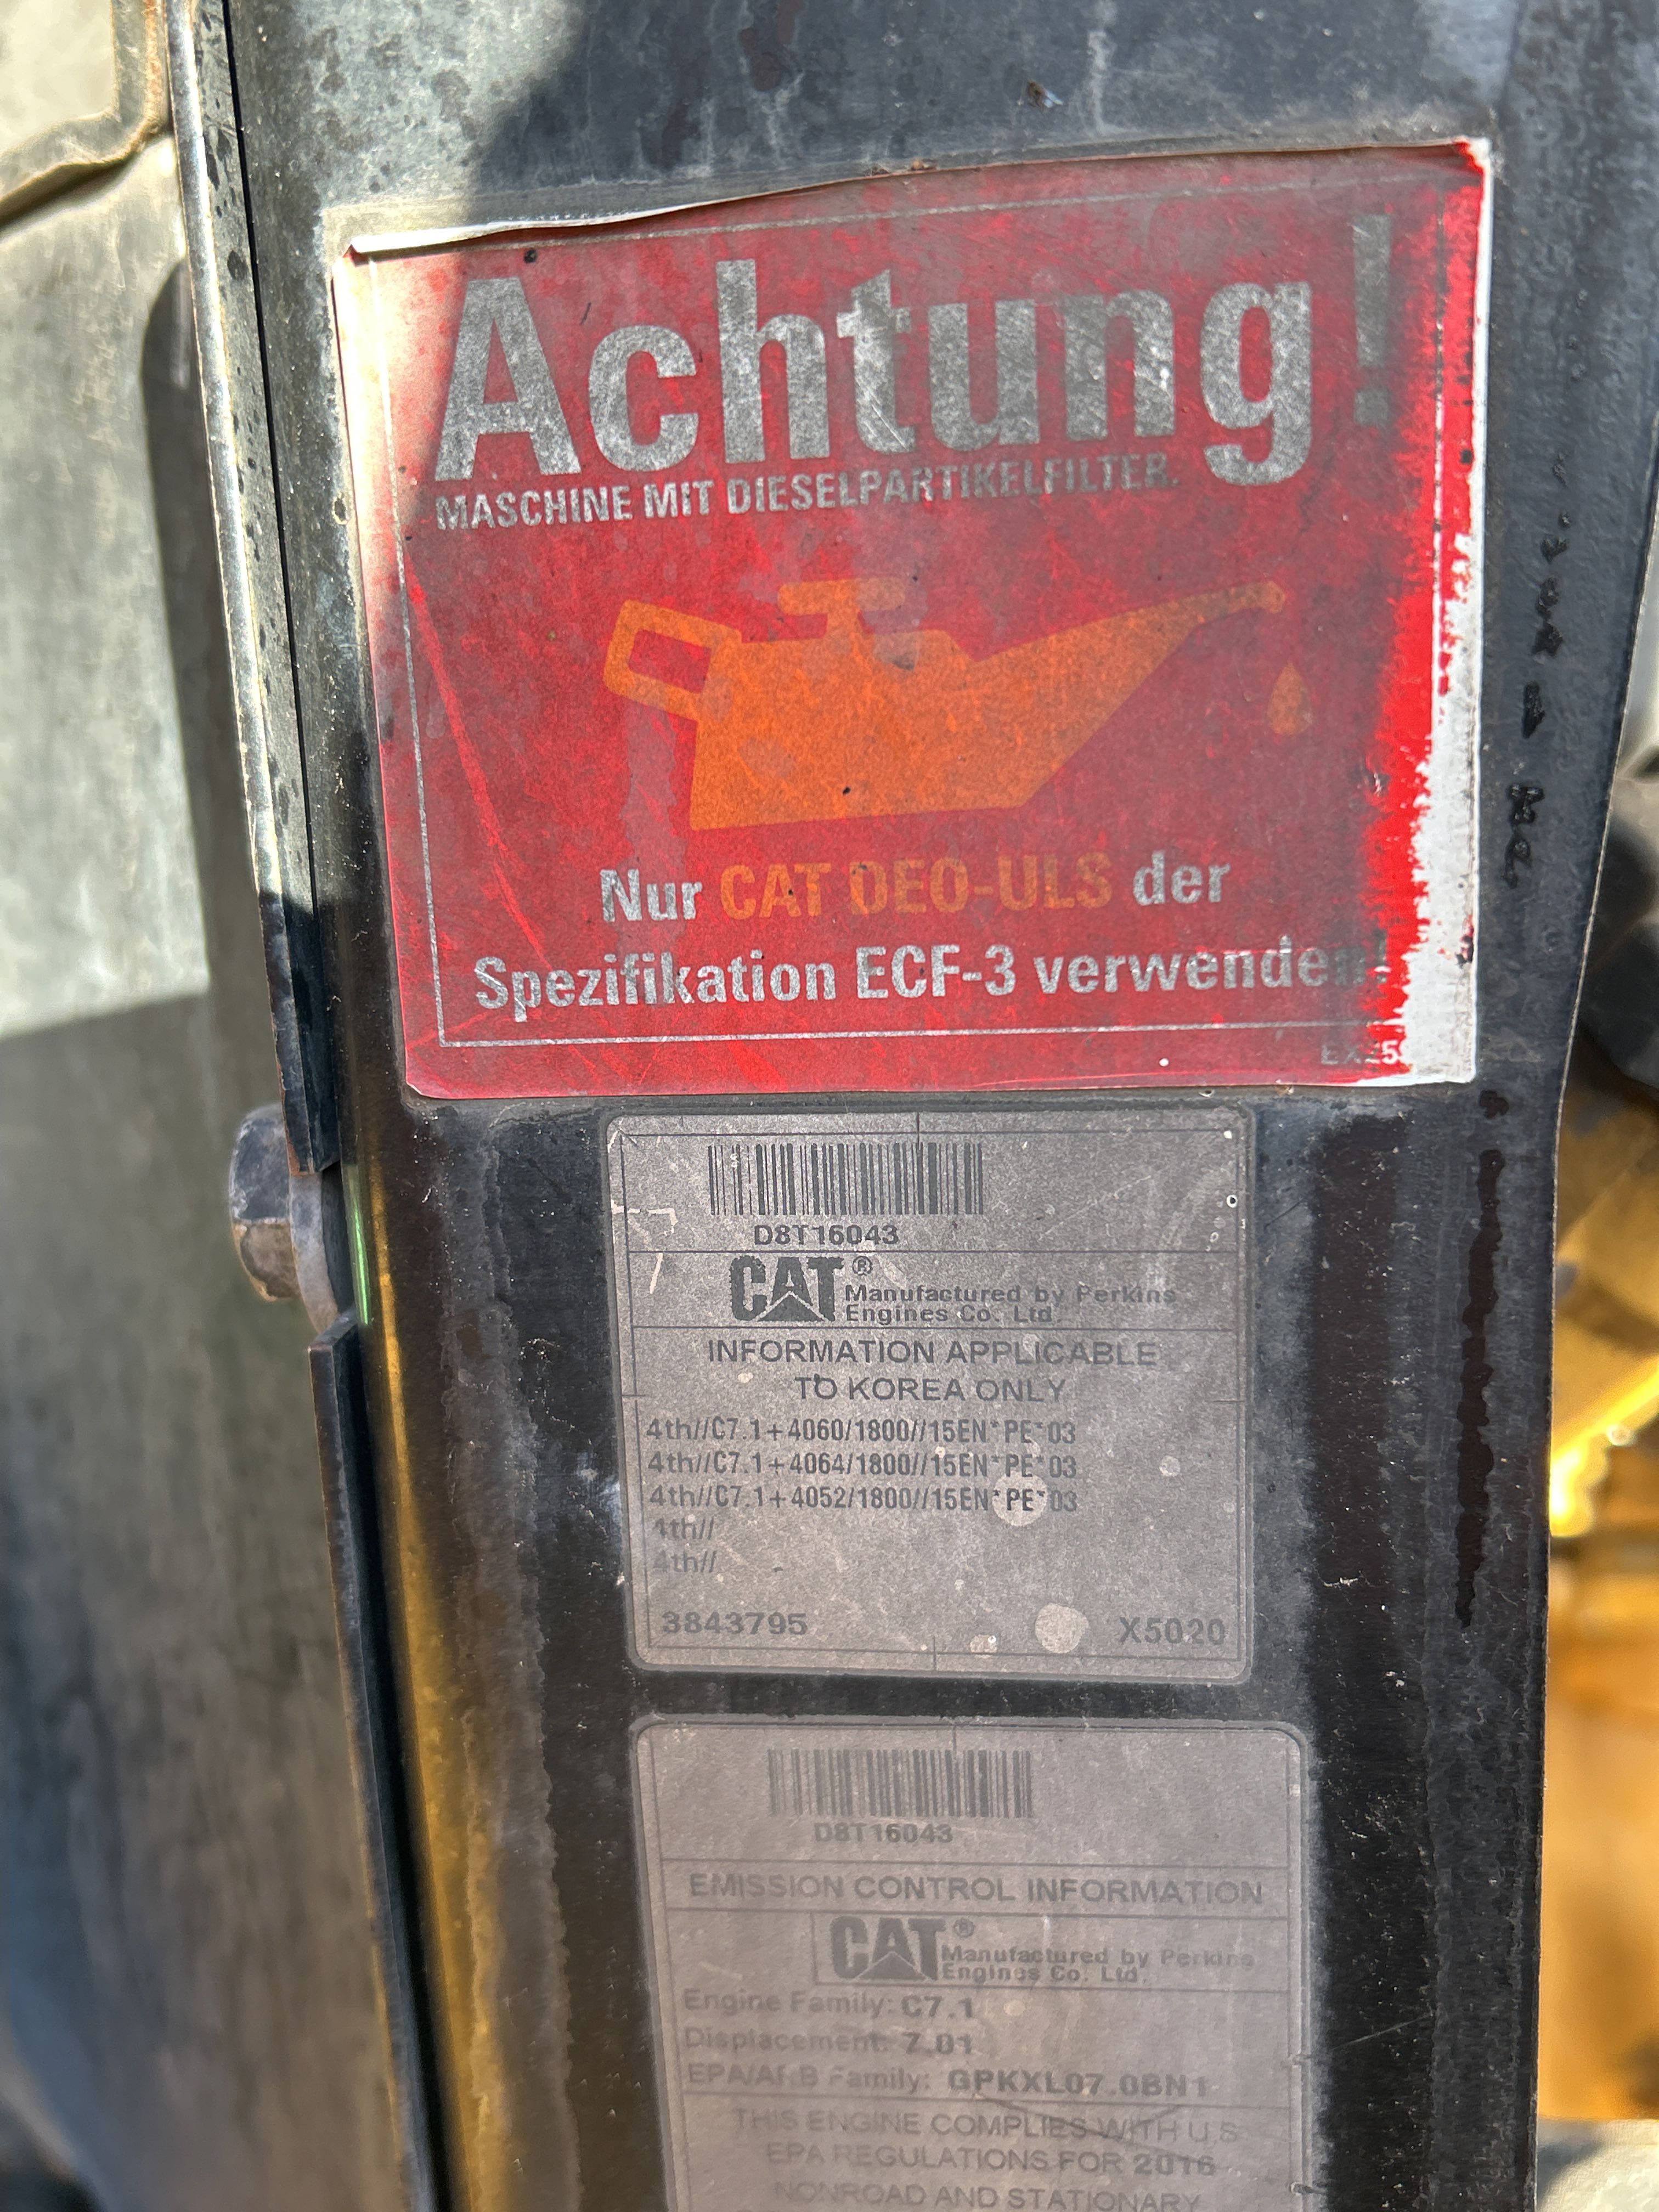 Achtung!
MASCHINE MIT DIESELPARTIKELFILTER.
Nur CAT DEO-ULS der
Spezifikation ECF-3 verwenden!
D8T16043
CAT®
Manufactured by Perkins
Engines Co. Ltd.
INFORMATION APPLICABLE
TO KOREA ONLY
4th//C7.1+4060/1800//15EN*PE*03
4th//C7.1+4064/1800//15EN*PE*03
4th//C7.1+4052/1800//15EN*PE*03
4th//
4th//
3843795 X5020
D8T16043
EMISSION CONTROL INFORMATION
CAT®
Manufactured by Perkins
Engines Co. Ltd.
Engine Family: C7.1
Displacement: 7.01
EPA/ARB Family: GPKXL07.0BN1
THIS ENGINE COMPLIES WITH U S
EPA REGULATIONS FOR 2016
NONROAD AND STATIONARY